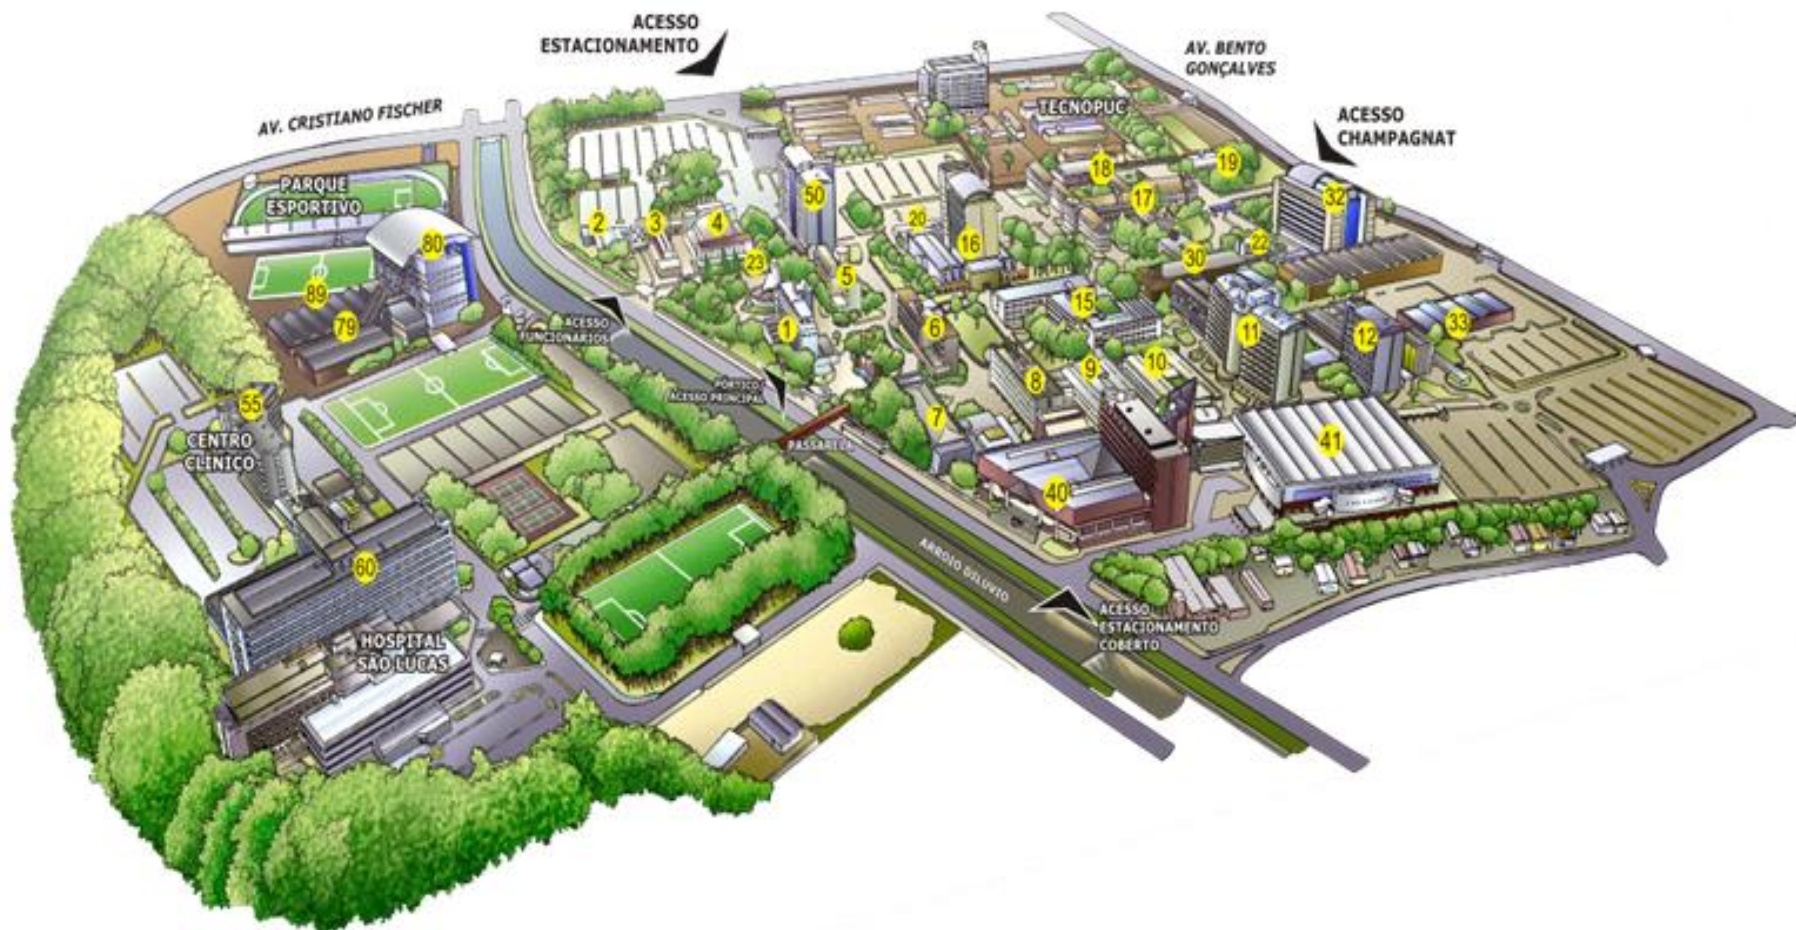 ACESSO
ESTACIONAMENTO
AV. BENTO
GONÇALVES
AV. CRISTIANO FISCHER
TECNOPUC
ACESSO
CHAMPAGNAT
PARQUE
ESPORTIVO
18
19
17
50
32
2
3
4
20
16
22
80
23
5
30
89
79
ACESSO
FUNCIONÁRIOS
1
6
15
11
12
33
8
9
10
PÓRTICO /
ACESSO PRINCIPAL
55
CENTRO
CLINICO
7
PASSARELA
41
40
60
ARROIO DILUVIO
HOSPITAL
SÃO LUCAS
ACESSO
ESTACIONAMENTO
COBERTO